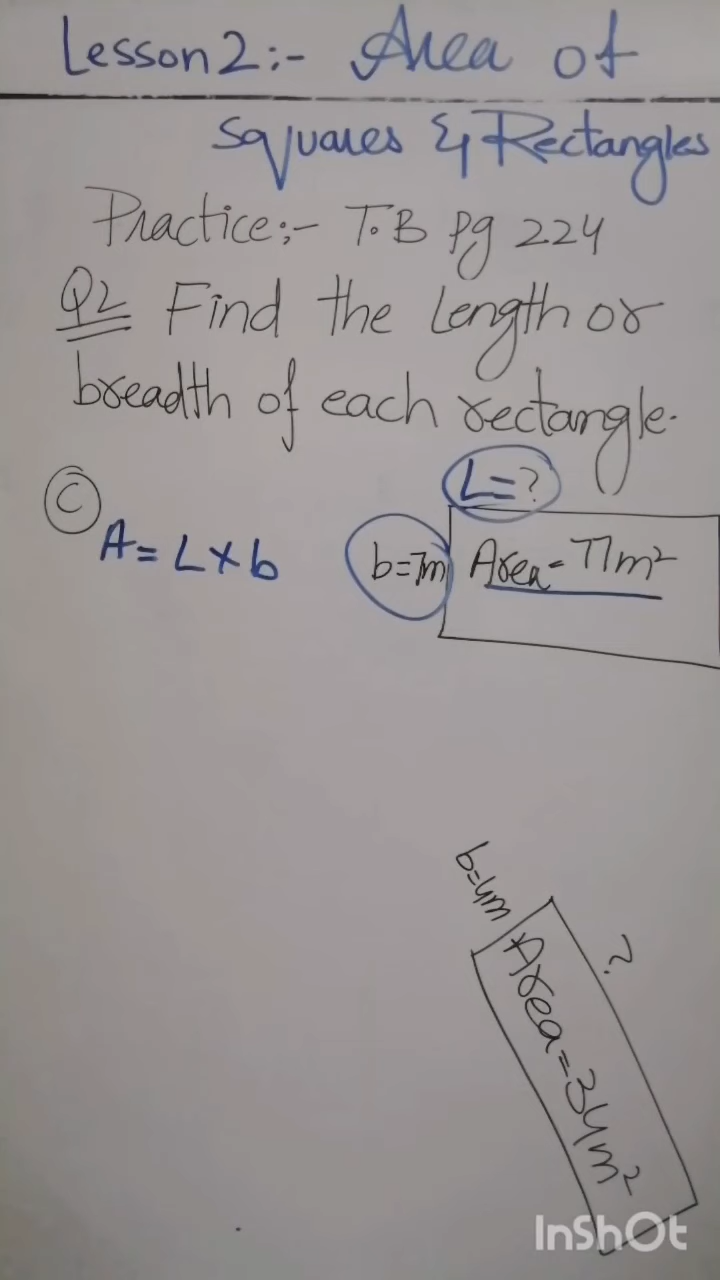 Lesson 2:- Area of
Squares & Rectangles
Practice:- T.B Pg 224
Q2 Find the Length or
breadth of each rectangle.
L=?
C
A = L x b
b=7m
Area = 77m²
b=4m
?
Area=34m²
InShOt